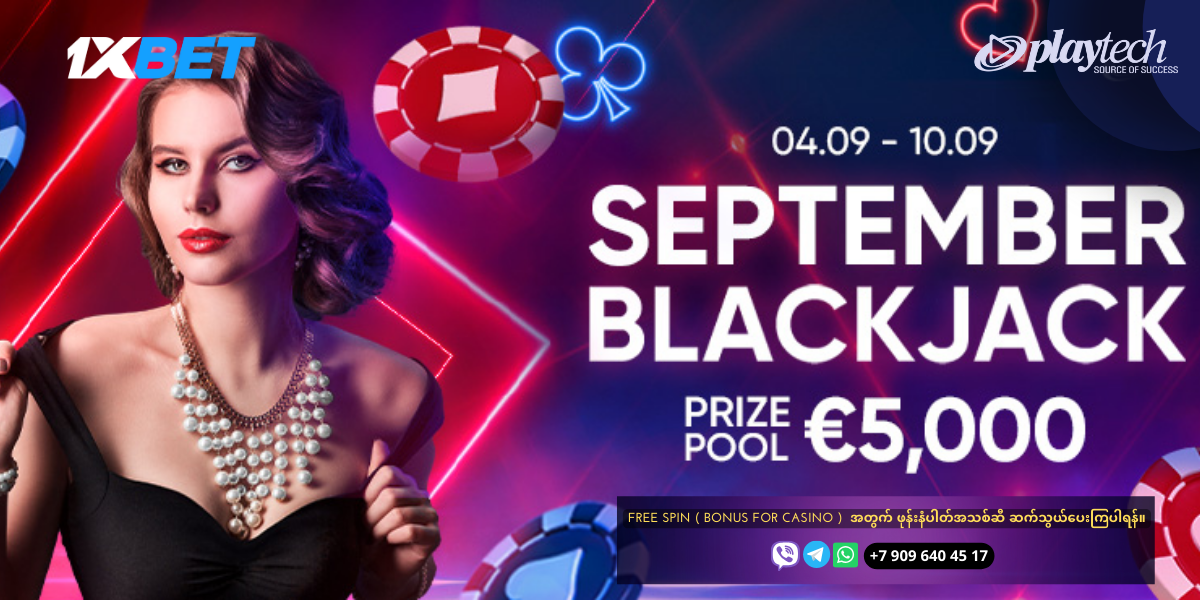 1XBET
playtech
SOURCE OF SUCCESS
04.09 - 10.09
SEPTEMBER
BLACKJACK
PRIZE
POOL €5,000
FREE SPIN ( BONUS FOR CASINO ) အတွက် ဖုန်းနံပါတ်အသစ်ဆီ ဆက်သွယ်ပေးကြပါရန်။
+7 909 640 45 17